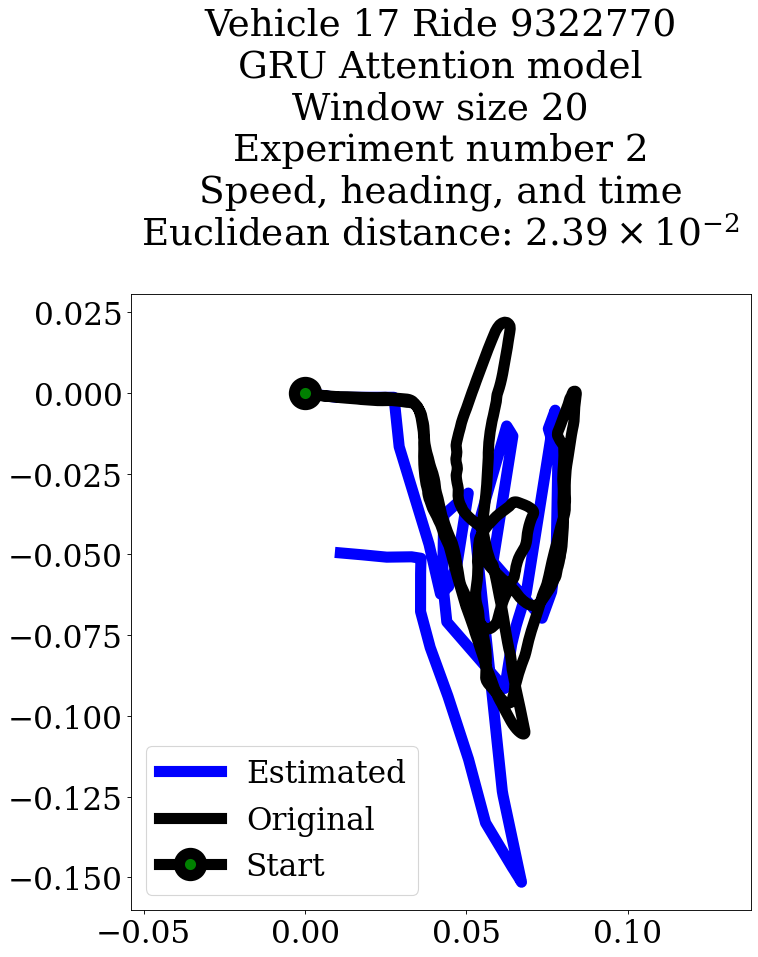 Vehicle 17 Ride 9322770
GRU Attention model
Window size 20
Experiment number 2
Speed, heading, and time
Euclidean distance: 2.39 × 10⁻²
0.025
0.000
−0.025
−0.050
−0.075
−0.100
−0.125
−0.150
Estimated
Original
Start
−0.05 0.00 0.05 0.10